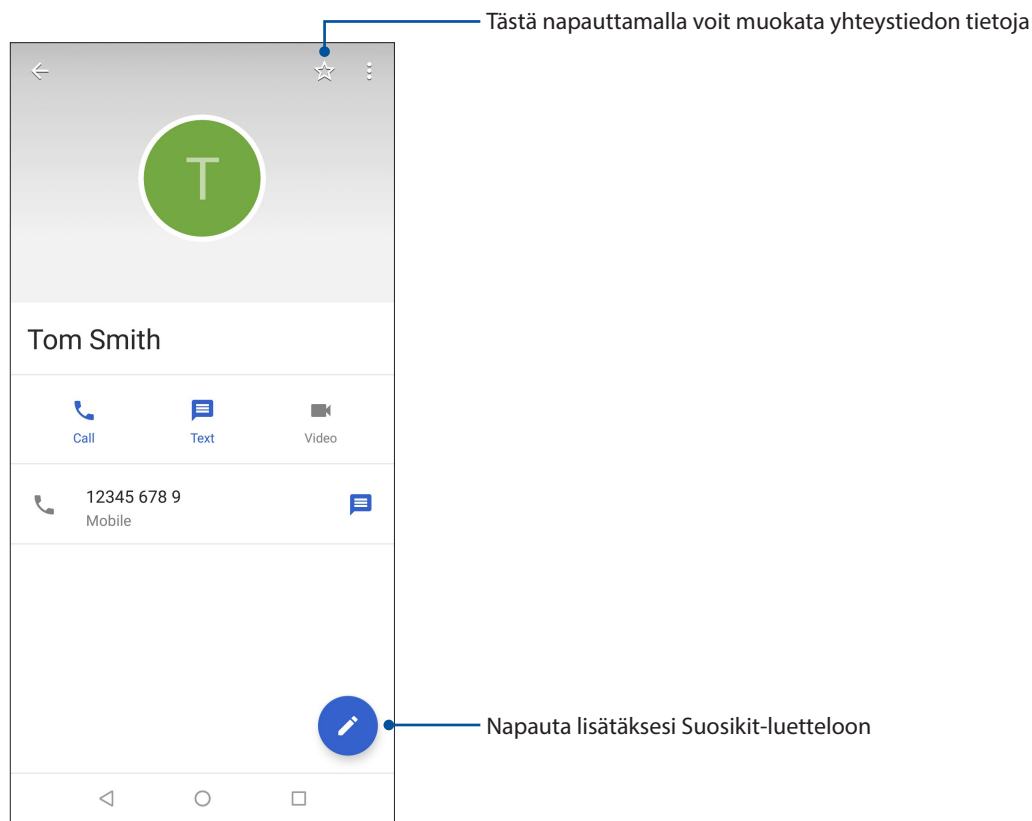 Tästä napauttamalla voit muokata yhteystiedon tietoja
T
Tom Smith
Call
Text
Video
12345 678 9
Mobile
Napauta lisätäksesi Suosikit-luetteloon